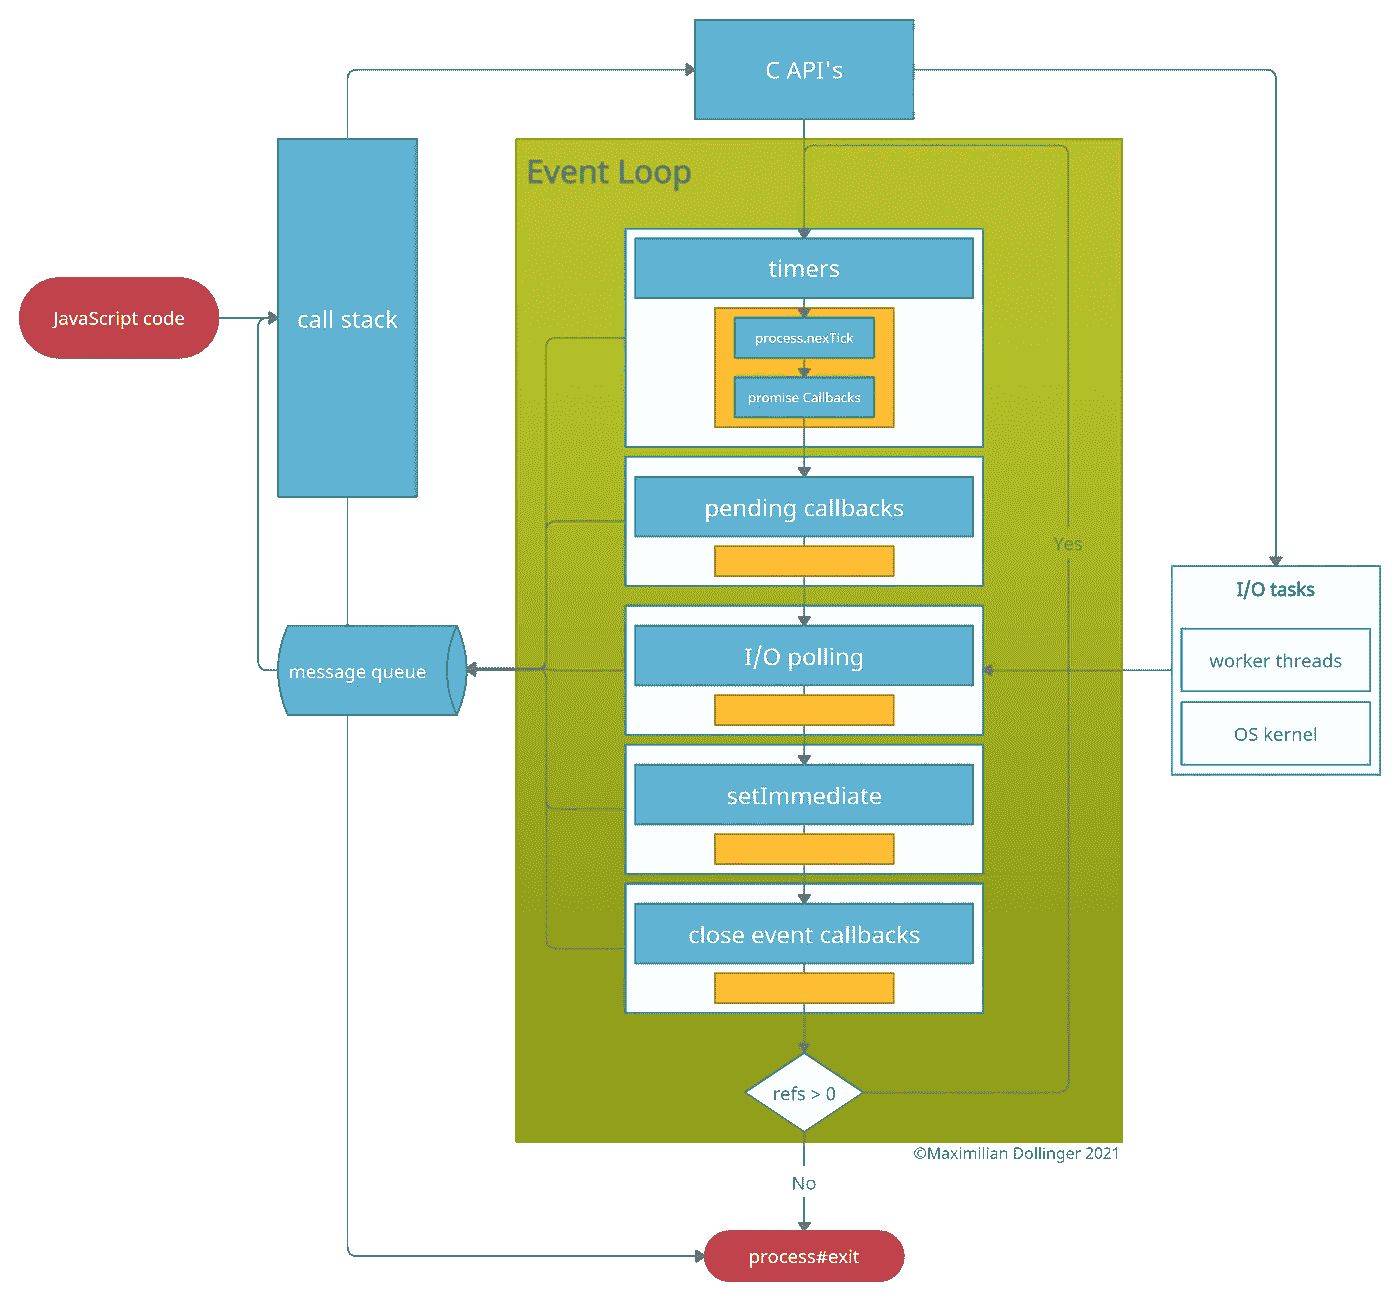 C API's
Event Loop
timers
JavaScript code
call stack
process.nexTick
promise Callbacks
pending callbacks
Yes
I/O tasks
I/O polling
worker threads
message queue
OS kernel
setImmediate
close event callbacks
refs > 0
©Maximilian Dollinger 2021
No
process#exit